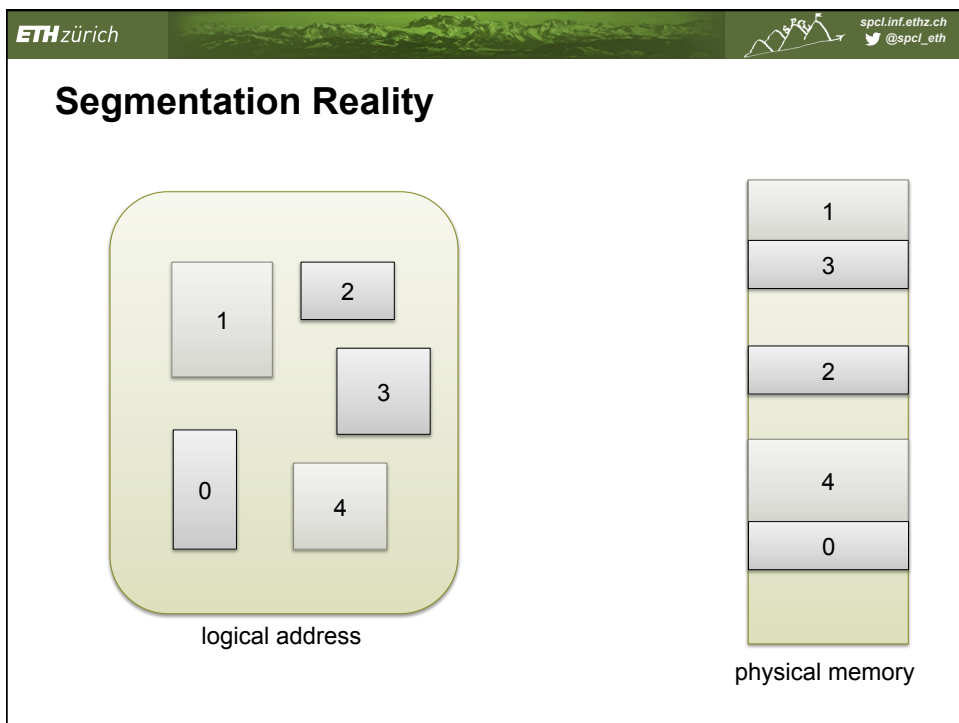 ETH zürich
spcl.inf.ethz.ch
@spcl_eth
Segmentation Reality
1
2
3
0
4
logical address
1
3
2
4
0
physical memory